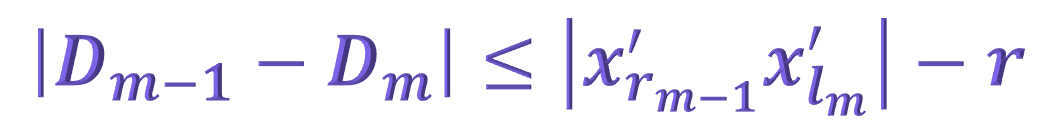 |D_{m−1} − D_m| ≤ |x′_{r_{m−1}} x′_{l_m}| − r